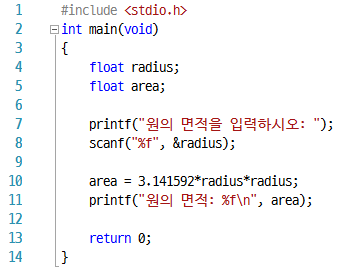 1 #include <stdio.h>
2 int main(void)
3 {
4 float radius;
5 float area;
6
7 printf("원의 면적을 입력하시오: ");
8 scanf("%f", &radius);
9
10 area = 3.141592*radius*radius;
11 printf("원의 면적: %f\n", area);
12
13 return 0;
14 }